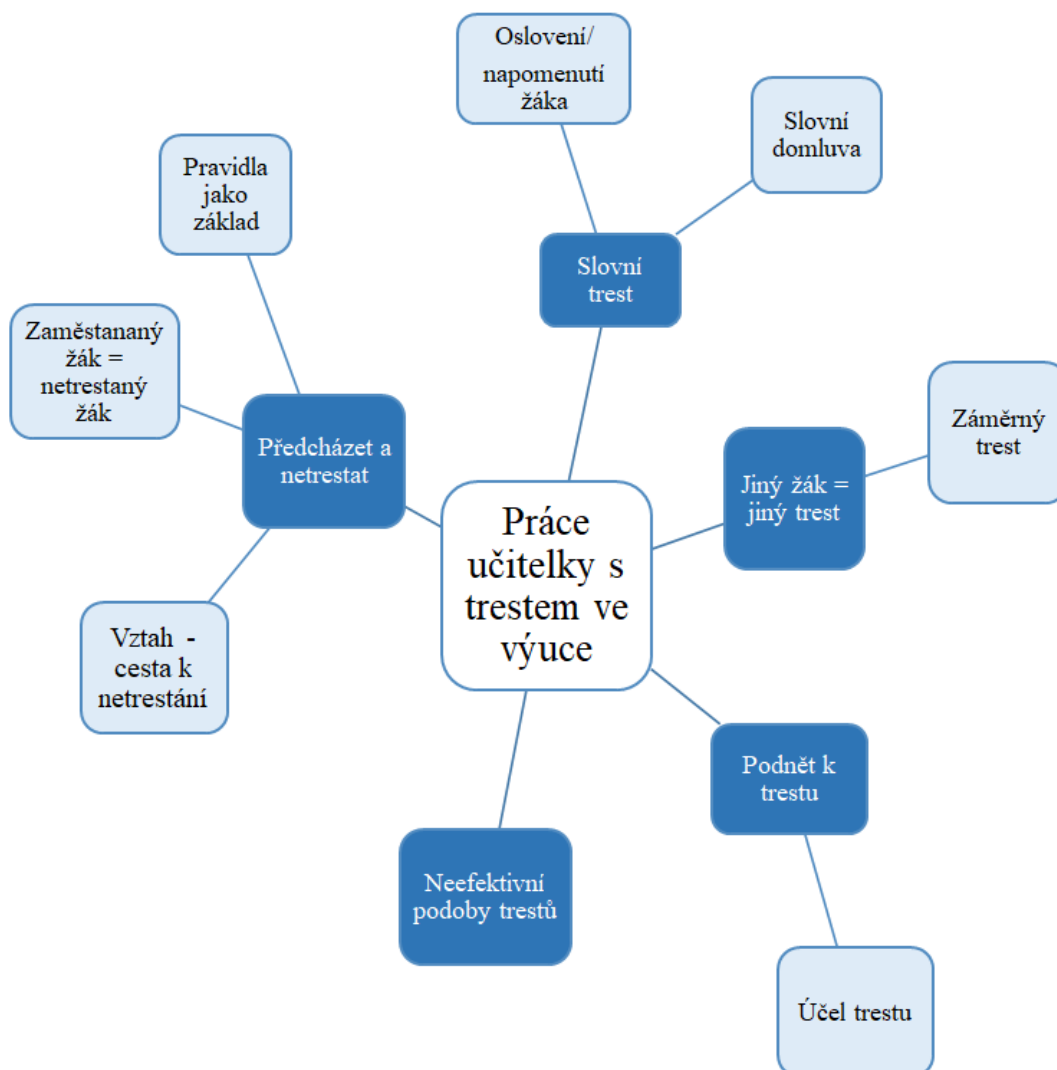 Oslovení/
napomenutí
žáka
Slovní
domluva
Pravidla
jako
základ
Slovní
trest
Zaměstananý
žák =
netrestaný
žák
Předcházet a
netrestat
Záměrný
trest
Jiný žák =
jiný trest
Práce
učitelky s
trestem ve
výuce
Vztah -
cesta k
netrestání
Podnět k
trestu
Neefektivní
podoby trestů
Účel trestu